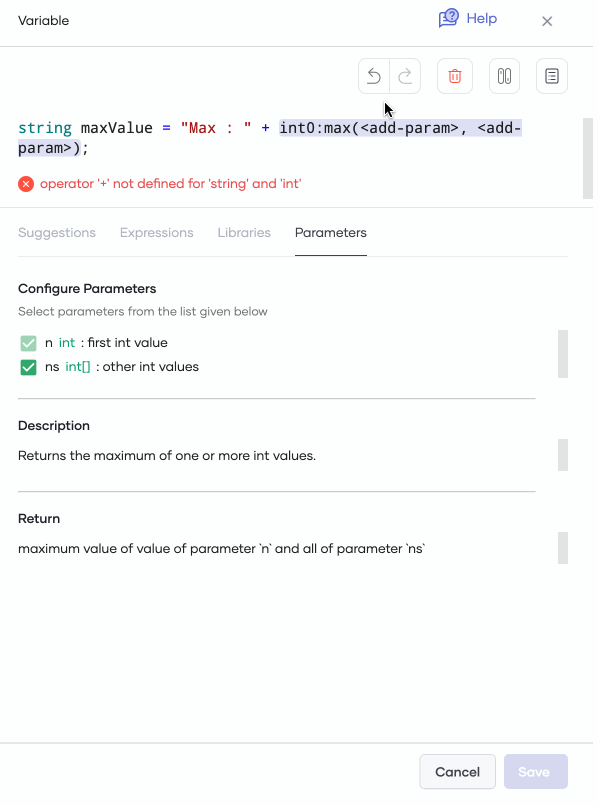 Variable
Help
string maxValue = "Max : " + int0:max(<add-param>, <add-
param>);
operator '+' not defined for 'string' and 'int'
Suggestions Expressions Libraries Parameters
Configure Parameters
Select parameters from the list given below
n int : first int value
ns int[] : other int values
Description
Returns the maximum of one or more int values.
Return
maximum value of value of parameter `n` and all of parameter `ns`
Cancel Save